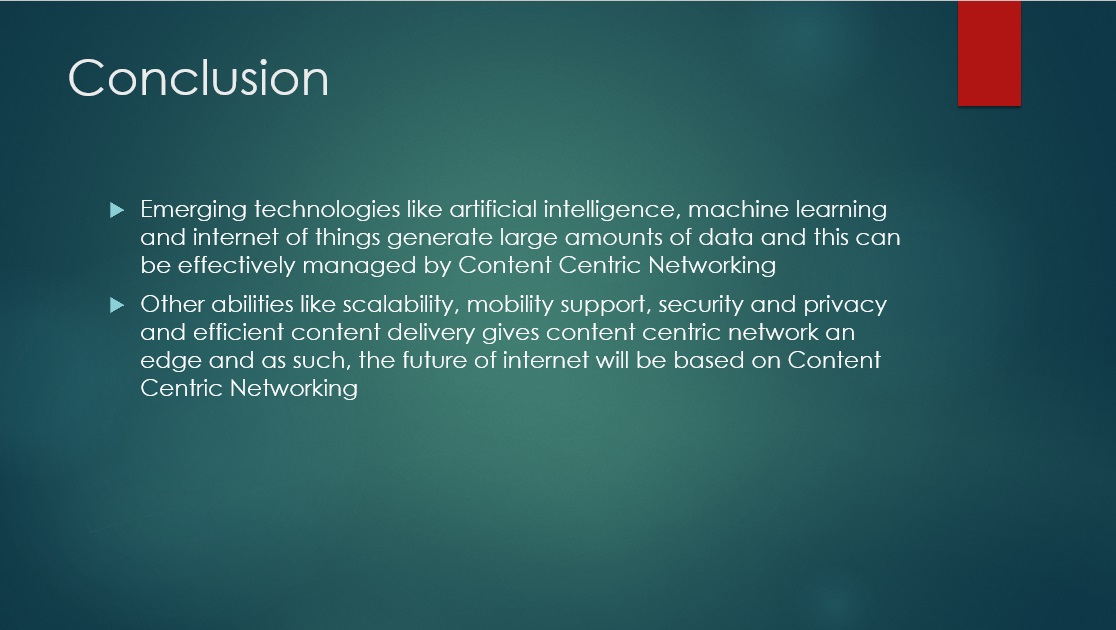 Conclusion
Emerging technologies like artificial intelligence, machine learning
and internet of things generate large amounts of data and this can
be effectively managed by Content Centric Networking
Other abilities like scalability, mobility support, security and privacy
and efficient content delivery gives content centric network an
edge and as such, the future of internet will be based on Content
Centric Networking